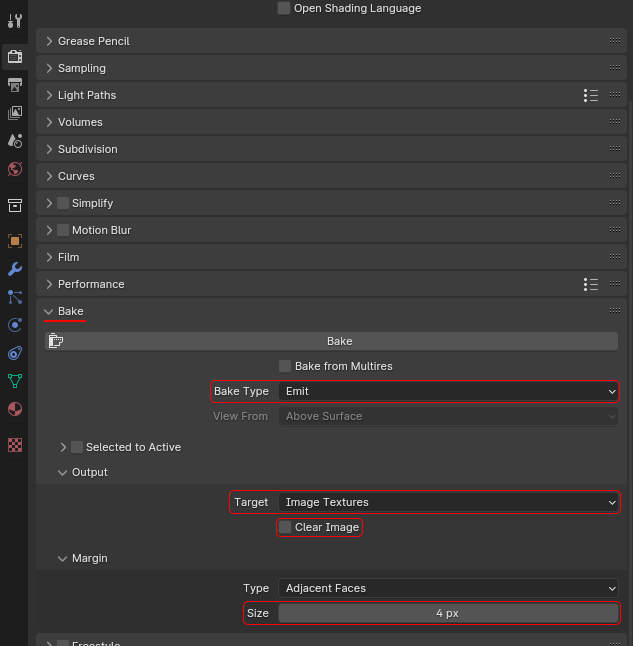 Open Shading Language
Grease Pencil
Sampling
Light Paths
Volumes
Subdivision
Curves
Simplify
Motion Blur
Film
Performance
Bake
Bake
Bake from Multires
Bake Type Emit
View From Above Surface
Selected to Active
Output
Target Image Textures
Clear Image
Margin
Type Adjacent Faces
Size 4 px
Freestyle